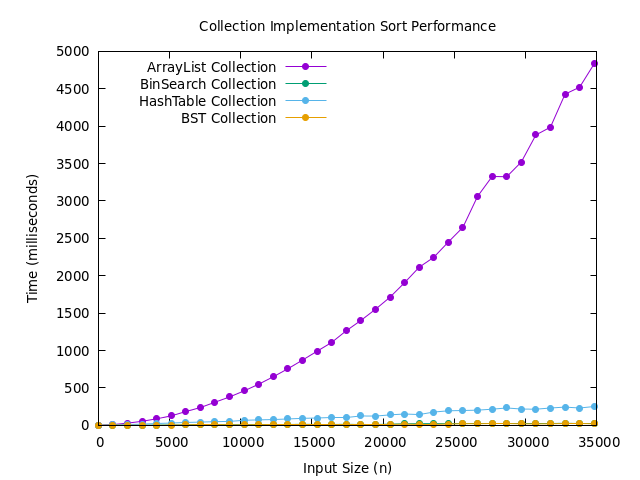 Collection Implementation Sort Performance
5000
4500
4000
3500
3000
2500
2000
1500
1000
500
0
Time (milliseconds)
ArrayList Collection
BinSearch Collection
HashTable Collection
BST Collection
0 5000 10000 15000 20000 25000 30000 35000
Input Size (n)